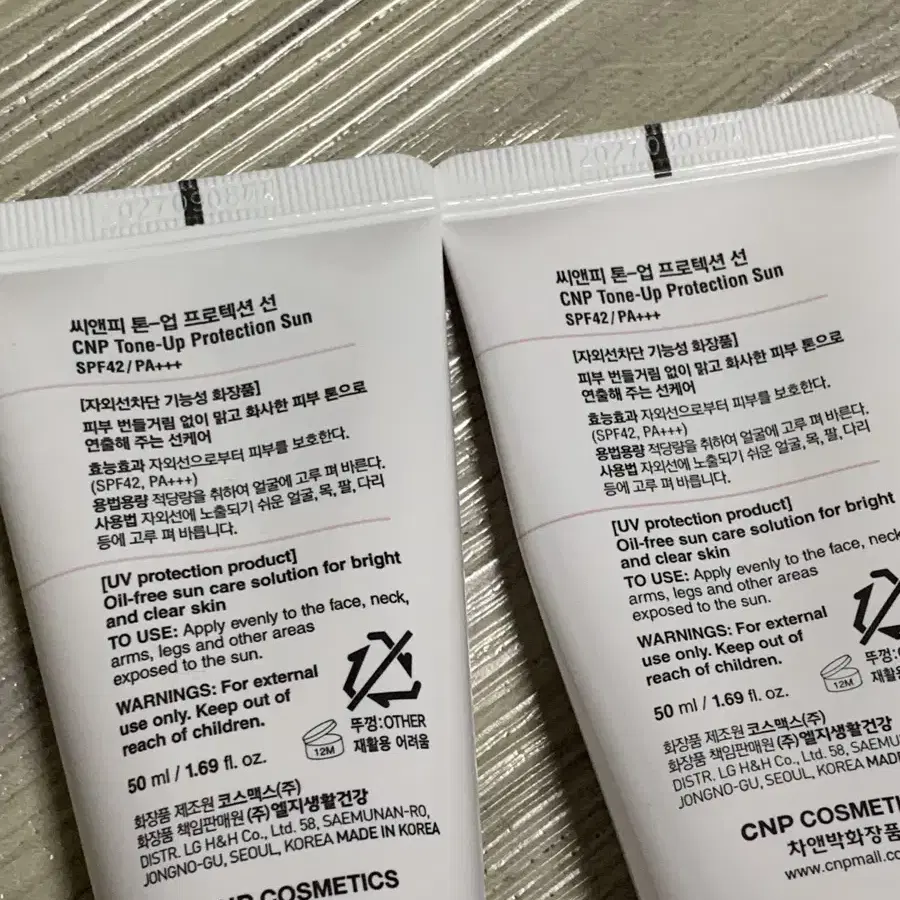 씨앤피 톤-업 프로텍션 선
CNP Tone-Up Protection Sun
SPF42/PA+++
[자외선차단 기능성 화장품]
피부 번들거림 없이 맑고 화사한 피부 톤으로
연출해 주는 선케어
효능효과 자외선으로부터 피부를 보호한다.
(SPF42, PA+++)
용법용량 적당량을 취하여 얼굴에 고루 펴 바른다.
사용법 자외선에 노출되기 쉬운 얼굴, 목, 팔, 다리
등에 고루 펴 바릅니다.
[UV protection product]
Oil-free sun care solution for bright
and clear skin
TO USE: Apply evenly to the face, neck,
arms, legs and other areas
exposed to the sun.
WARNINGS: For external
use only. Keep out of
reach of children.
50 ml / 1.69 fl. oz.
12M
뚜껑:OTHER
재활용 어려움
화장품 제조원 코스맥스(주)
화장품 책임판매원 (주)엘지생활건강
DISTR. LG H&H Co., Ltd. 58, SAEMUNAN-RO,
JONGNO-GU, SEOUL, KOREA MADE IN KOREA
COSMETICS
씨앤피 톤-업 프로텍션 선
CNP Tone-Up Protection Sun
SPF42/PA+++
[자외선차단 기능성 화장품]
피부 번들거림 없이 맑고 화사한 피부 톤으로
연출해 주는 선케어
효능효과 자외선으로부터 피부를 보호한다.
(SPF42, PA+++)
용법용량 적당량을 취하여 얼굴에 고루 펴 바른다.
사용법 자외선에 노출되기 쉬운 얼굴, 목, 팔, 다리
등에 고루 펴 바릅니다.
[UV protection product]
Oil-free sun care solution for bright
and clear skin
TO USE: Apply evenly to the face, neck
arms, legs and other areas
exposed to the sun.
WARNINGS: For external
use only. Keep out of
reach of children.
50 ml / 1.69 fl. oz.
12M
뚜껑:
재활용
화장품 제조원 코스맥스(주)
화장품 책임판매원 (주)엘지생활건강
DISTR. LG H&H Co., Ltd. 58, SAEMUN
JONGNO-GU, SEOUL, KOREA MADE
CNP COSMETI
차앤박화장품
www.cnpmall.co